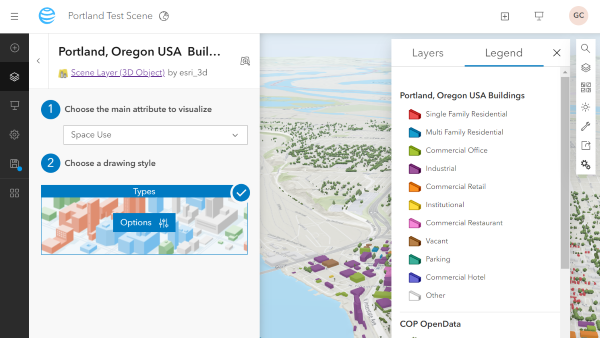 Portland Test Scene
GC
Portland, Oregon USA Buil...
Scene Layer (3D Object) by esri_3d
1 Choose the main attribute to visualize
Space Use
2 Choose a drawing style
Types
Options
Layers
Legend
Portland, Oregon USA Buildings
Single Family Residential
Multi Family Residential
Commercial Office
Industrial
Commercial Retail
Institutional
Commercial Restaurant
Vacant
Parking
Commercial Hotel
Other
COP OpenData